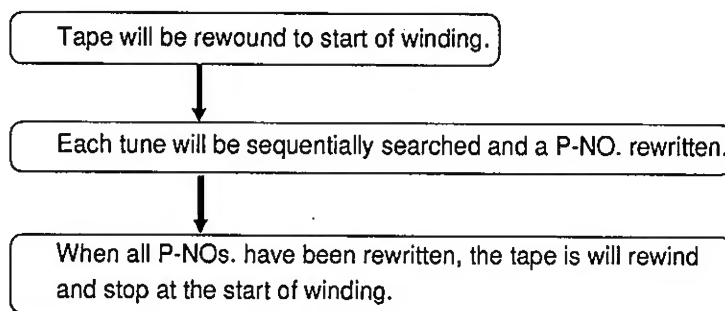 Tape will be rewound to start of winding.
Each tune will be sequentially searched and a P-NO. rewritten.
When all P-NOs. have been rewritten, the tape is will rewind
and stop at the start of winding.